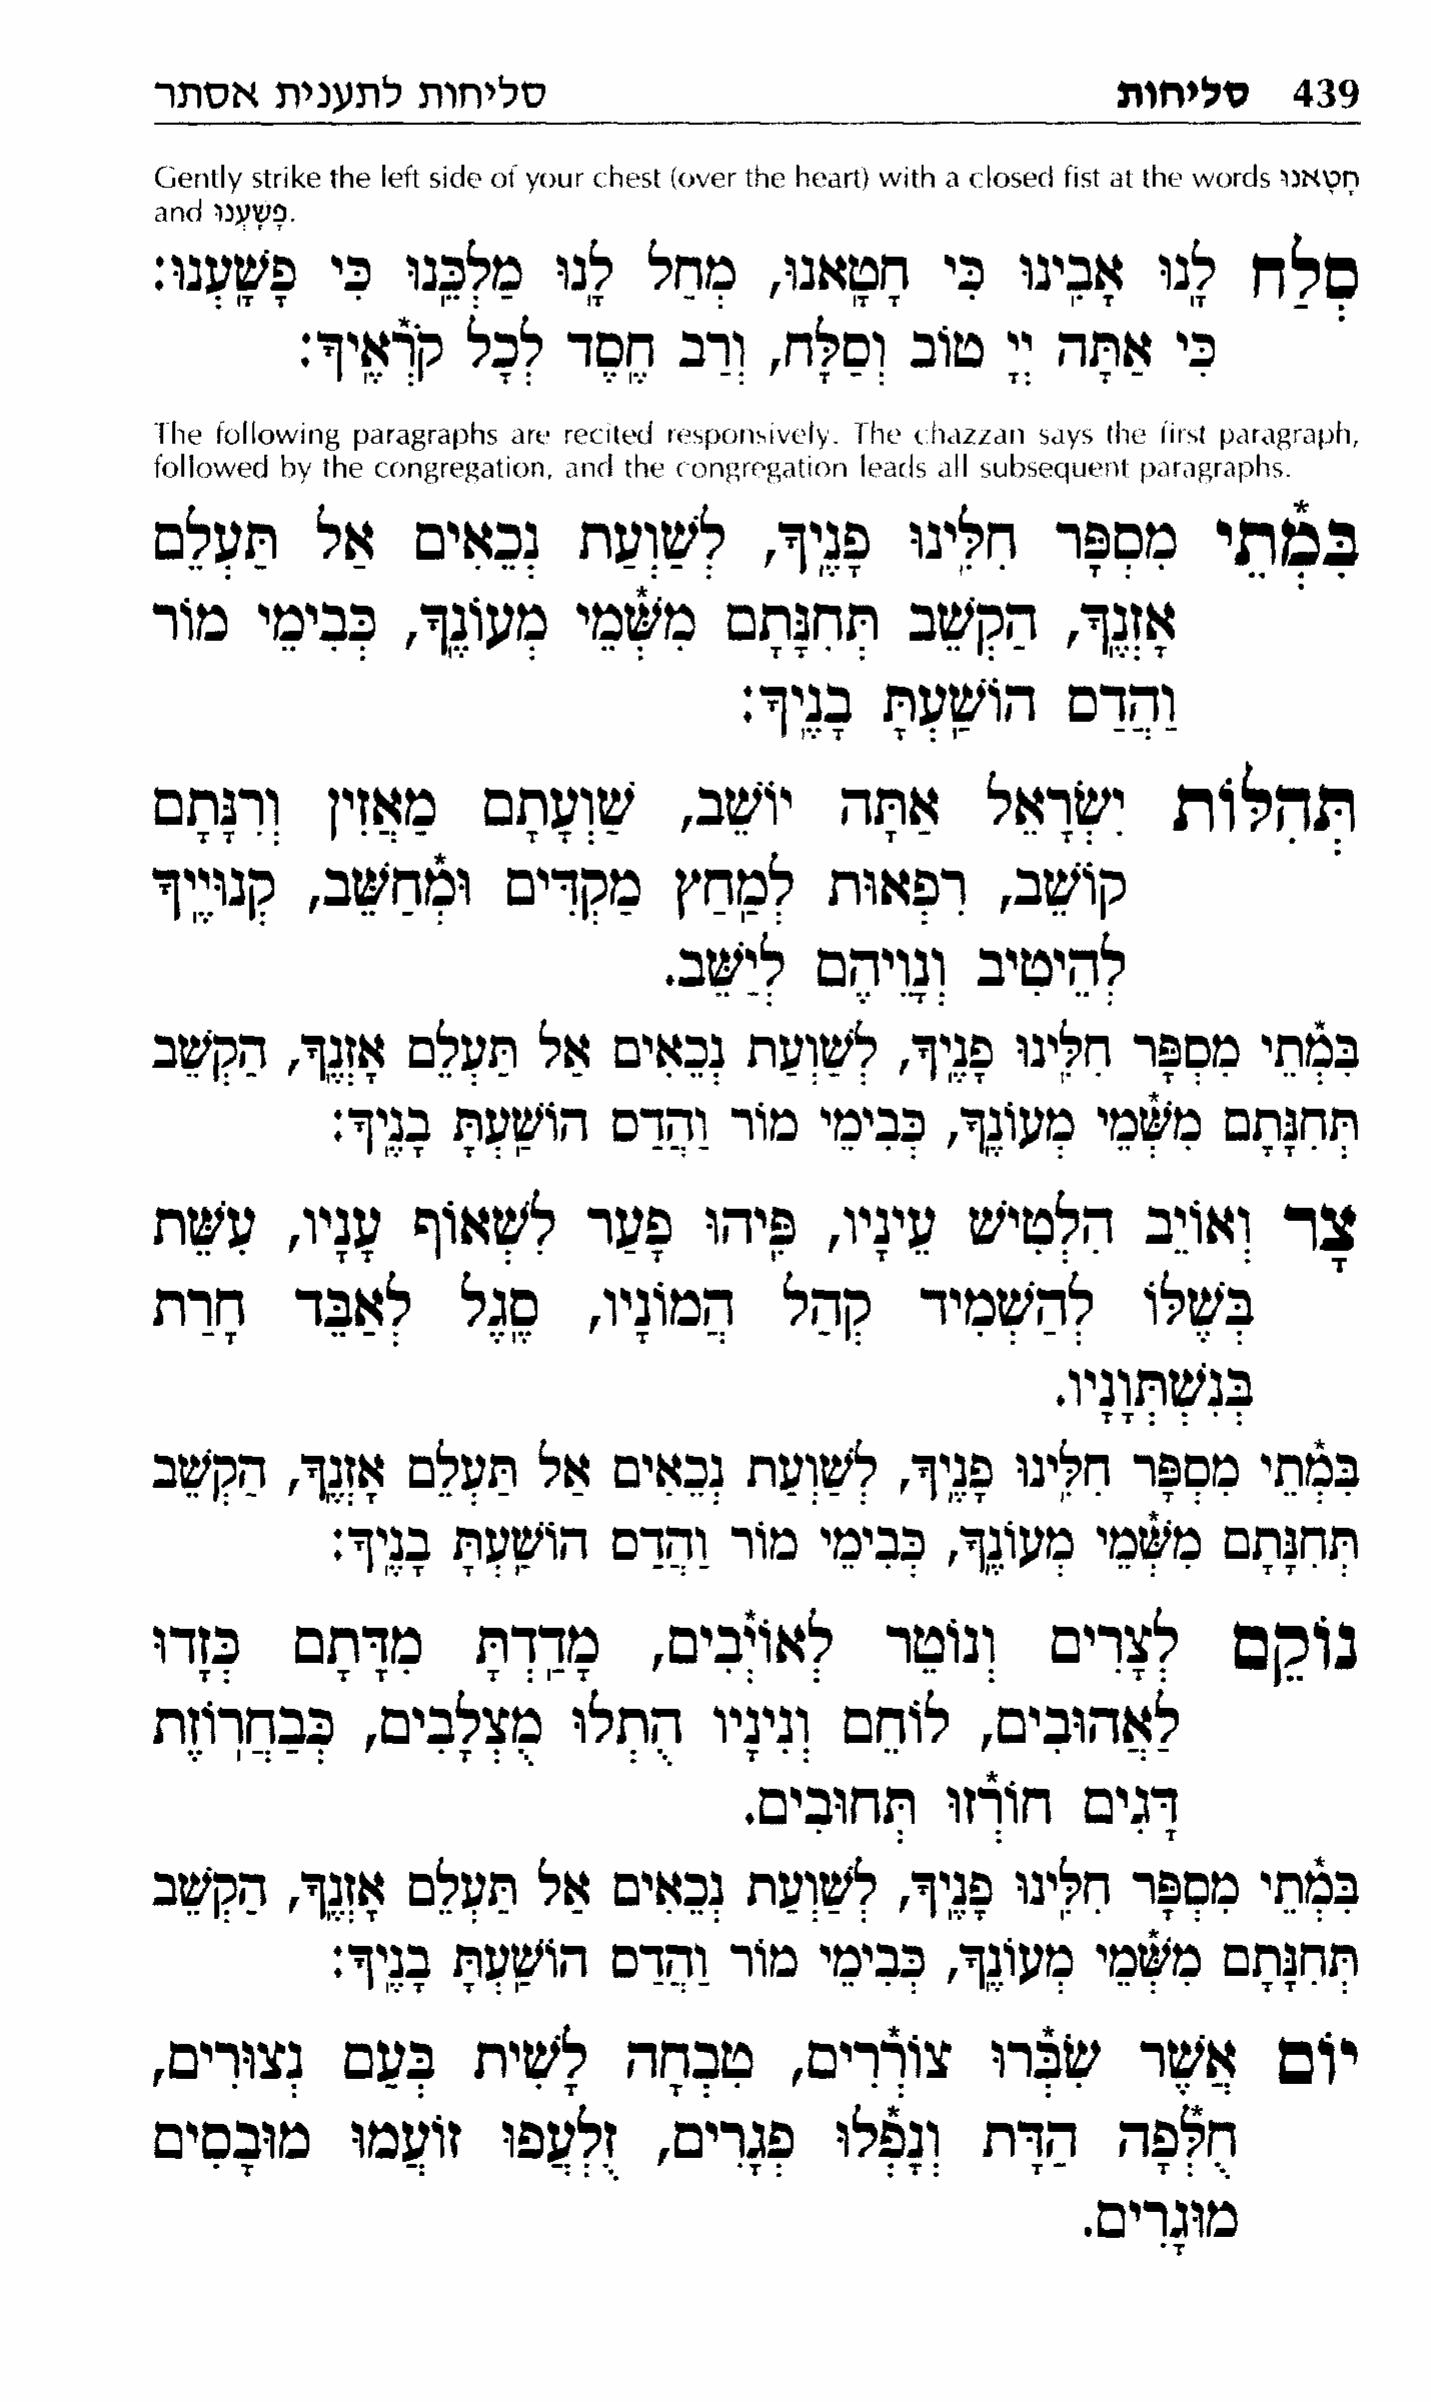 439 סליחות סליחות לתענית אסתר
Gently strike the left side of your chest (over the heart) with a closed fist at the words חָטָאנוּ
and פָשָׁעְנוּ.
סְלַח לָנוּ אָבִינוּ כִּי חָטָאנוּ, מְחַל לָנוּ מַלְכֵּנוּ כִּי פָשָׁעְנוּ:
כִּי אַתָּה יְיָ טוֹב וְסַלָּח, וְרַב חֶסֶד לְכָל קֹרְ֯אֶיךָ:
The following paragraphs are recited responsively. The chazzan says the first paragraph,
followed by the congregation, and the congregation leads all subsequent paragraphs.
בִּמְ֯תֵי מִסְפָּר חִלִּינוּ פָנֶיךָ, לְשַׁוְעַת נְכֵאִים אַל תַּעְלֵם
אָזְנֶךָ, הַקְשֵׁב תְּחִנָּתָם מִשְּׁ֯מֵי מְעוֹנֶךָ, כְּבִימֵי מוֹר
וַהֲדַס הוֹשַׁעְתָּ בָנֶיךָ:
תְּהִלּוֹת יִשְׂרָאֵל אַתָּה יוֹשֵׁב, שַׁוְעָתָם מַאֲזִין וְרִנָּתָם
קוֹשֵׁב, רִפְאוּת לְמַחַץ מַקְדִּים וּמְ֯חַשֵּׁב, קְנוּיֶיךָ
לְהֵיטִיב וְנָוֵיהֶם לְיַשֵּׁב.
בִּמְ֯תֵי מִסְפָּר חִלִּינוּ פָנֶיךָ, לְשַׁוְעַת נְכֵאִים אַל תַּעְלֵם אָזְנֶךָ, הַקְשֵׁב
תְּחִנָּתָם מִשְּׁ֯מֵי מְעוֹנֶךָ, כְּבִימֵי מוֹר וַהֲדַס הוֹשַׁעְתָּ בָנֶיךָ:
צָר וְאוֹיֵב הִלְטִישׁ עֵינָיו, פִּיהוּ פָעַר לִשְׁאוֹף עָנָיו, עִשֵּׁת
בְּשֶׁלּוֹ לְהַשְׁמִיד קְהַל הֲמוֹנָיו, סֶגֶל לְאַבֵּד חָרַת
בְּנִשְׁתְּוָנָיו.
בִּמְ֯תֵי מִסְפָּר חִלִּינוּ פָנֶיךָ, לְשַׁוְעַת נְכֵאִים אַל תַּעְלֵם אָזְנֶךָ, הַקְשֵׁב
תְּחִנָּתָם מִשְּׁ֯מֵי מְעוֹנֶךָ, כְּבִימֵי מוֹר וַהֲדַס הוֹשַׁעְתָּ בָנֶיךָ:
נוֹקֵם לְצָרִים וְנוֹטֵר לְאוֹיְ֯בִים, מָדַדְתָּ מִדָּתָם כְּזָדוּ
לַאֲהוּבִים, לוֹחֵם וְנִינָיו הֻתְלוּ מֻצְלָבִים, כְּבַחֲרוֹזֶת
דָּגִים חוֹרְ֯זוּ תְּחוּבִים.
בִּמְ֯תֵי מִסְפָּר חִלִּינוּ פָנֶיךָ, לְשַׁוְעַת נְכֵאִים אַל תַּעְלֵם אָזְנֶךָ, הַקְשֵׁב
תְּחִנָּתָם מִשְּׁ֯מֵי מְעוֹנֶךָ, כְּבִימֵי מוֹר וַהֲדַס הוֹשַׁעְתָּ בָנֶיךָ:
יוֹם אֲשֶׁר שִׂבְּ֯רוּ צוֹרְ֯רִים, טִבְחָה לָשִׁית בְּעַם נְצוּרִים,
חֻלְּ֯פָה הַדָּת וְנָפְ֯לוּ פְגָרִים, זֻלְעֲפוּ זוֹעֲמוּ מוּבָסִים
מוּגָרִים.